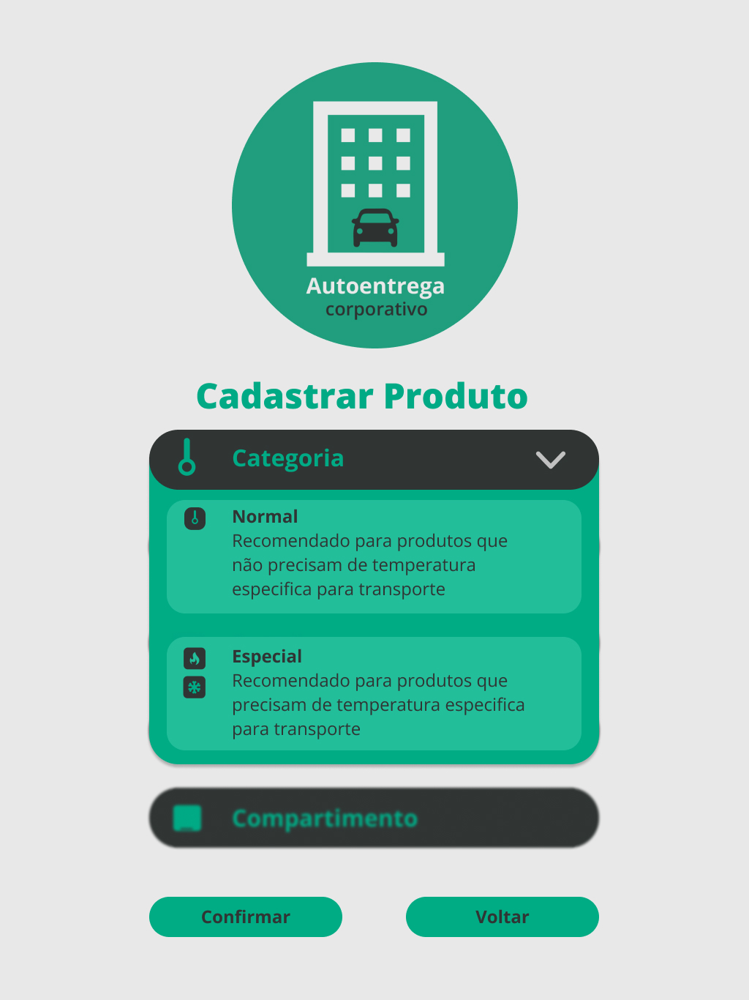 Autoentrega
corporativo
Cadastrar Produto
Categoria
Normal
Recomendado para produtos que
não precisam de temperatura
especifica para transporte
Especial
Recomendado para produtos que
precisam de temperatura especifica
para transporte
Compartimento
Confirmar
Voltar